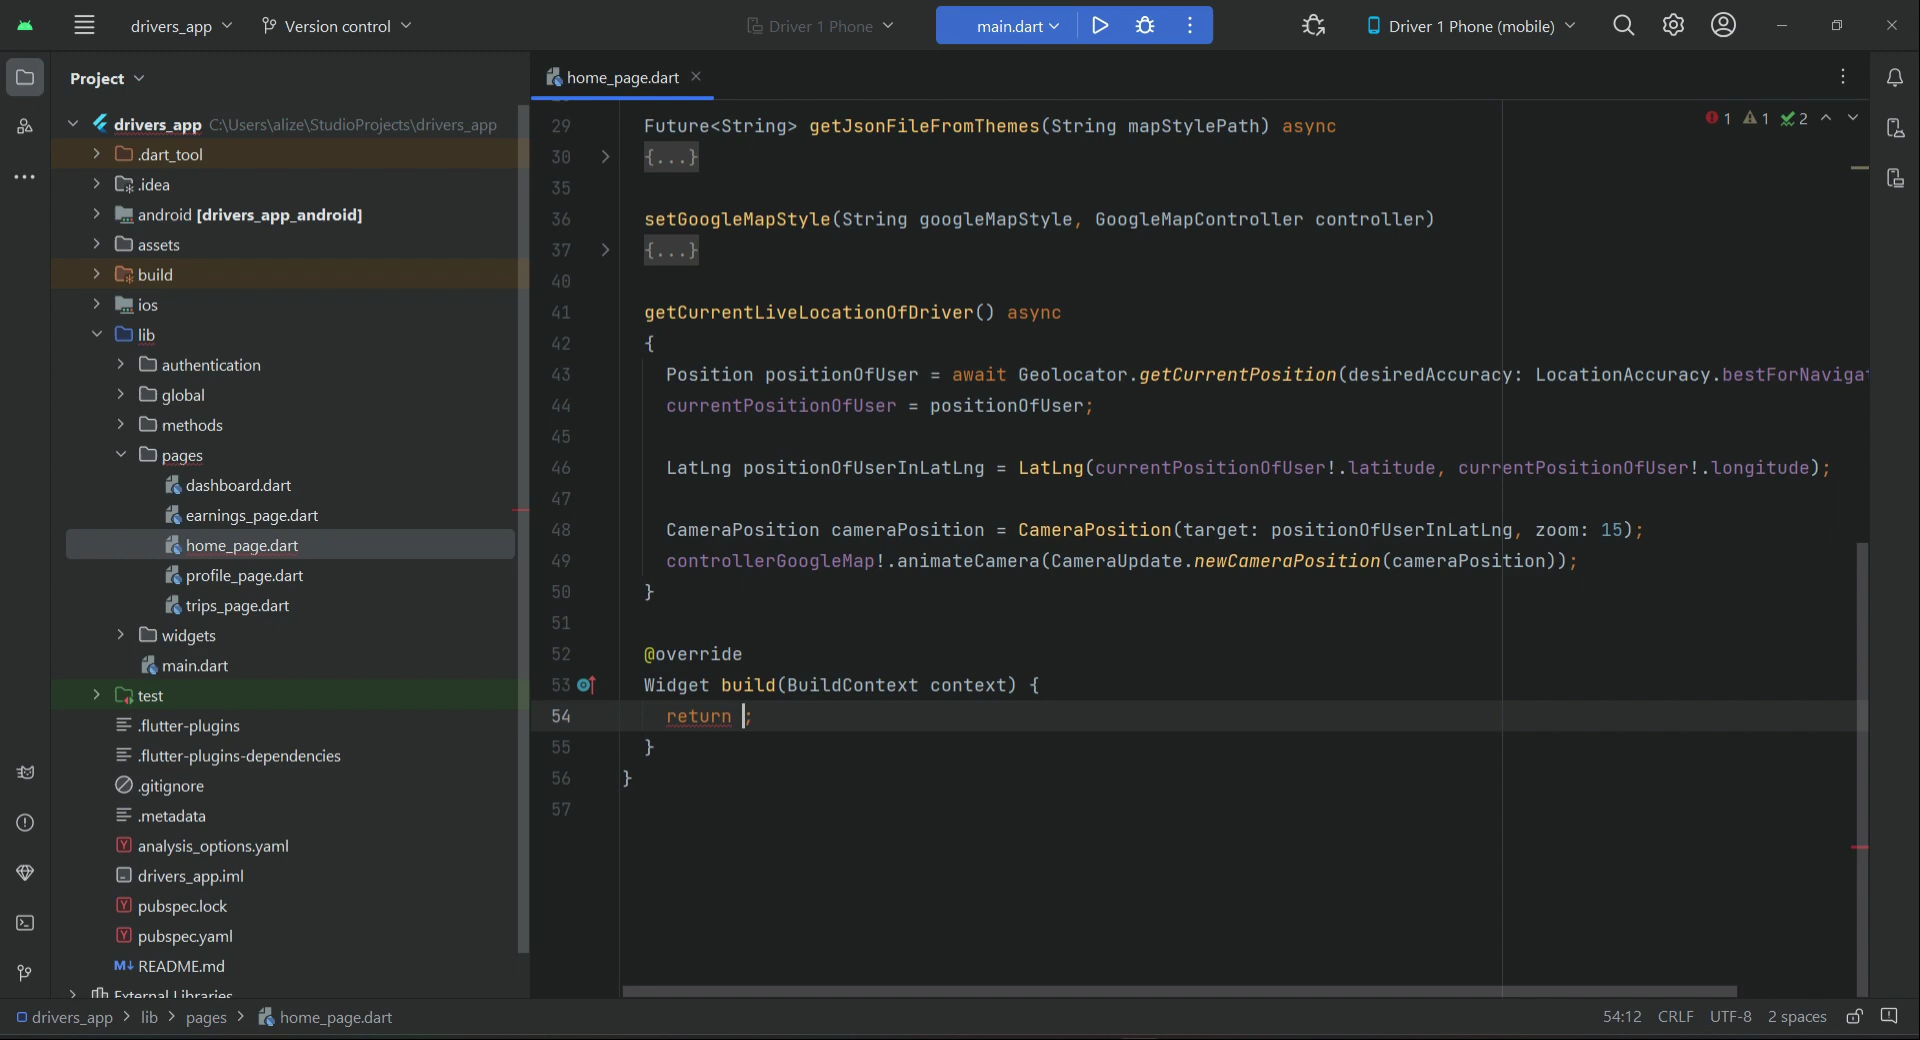 drivers_app
Version control
Driver 1 Phone
main.dart
Driver 1 Phone (mobile)
Project
home_page.dart
drivers_app C:\Users\alize\StudioProjects\drivers_app
.dart_tool
.idea
android [drivers_app_android]
assets
build
ios
lib
authentication
global
methods
pages
dashboard.dart
earnings_page.dart
home_page.dart
profile_page.dart
trips_page.dart
widgets
main.dart
test
.flutter-plugins
.flutter-plugins-dependencies
.gitignore
.metadata
analysis_options.yaml
drivers_app.iml
pubspec.lock
pubspec.yaml
M↓ README.md
External Libraries
1 1 2
29 Future<String> getJsonFileFromThemes(String mapStylePath) async
30 {...}
35
36 setGoogleMapStyle(String googleMapStyle, GoogleMapController controller)
37 {...}
40
41 getCurrentLiveLocationOfDriver() async
42 {
43 Position positionOfUser = await Geolocator.getCurrentPosition(desiredAccuracy: LocationAccuracy.bestForNavigat
44 currentPositionOfUser = positionOfUser;
45
46 LatLng positionOfUserInLatLng = LatLng(currentPositionOfUser!.latitude, currentPositionOfUser!.longitude);
47
48 CameraPosition cameraPosition = CameraPosition(target: positionOfUserInLatLng, zoom: 15);
49 controllerGoogleMap!.animateCamera(CameraUpdate.newCameraPosition(cameraPosition));
50 }
51
52 @override
53 Widget build(BuildContext context) {
54 return ;
55 }
56 }
57
drivers_app > lib > pages > home_page.dart
54:12 CRLF UTF-8 2 spaces